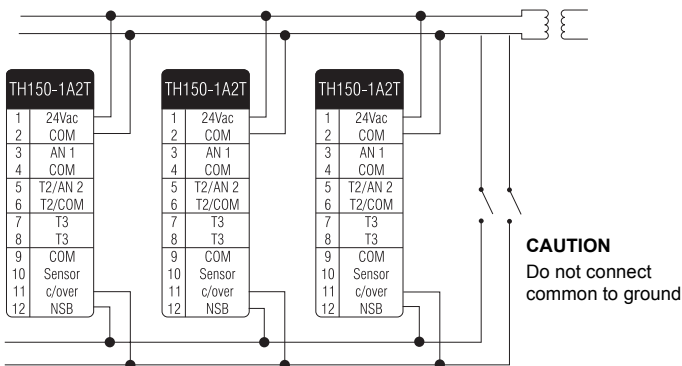 TH150-1A2T
1 24Vac
2 COM
3 AN 1
4 COM
5 T2/AN 2
6 T2/COM
7 T3
8 T3
9 COM
10 Sensor
11 c/over
12 NSB
TH150-1A2T
1 24Vac
2 COM
3 AN 1
4 COM
5 T2/AN 2
6 T2/COM
7 T3
8 T3
9 COM
10 Sensor
11 c/over
12 NSB
TH150-1A2T
1 24Vac
2 COM
3 AN 1
4 COM
5 T2/AN 2
6 T2/COM
7 T3
8 T3
9 COM
10 Sensor
11 c/over
12 NSB
CAUTION
Do not connect
common to ground